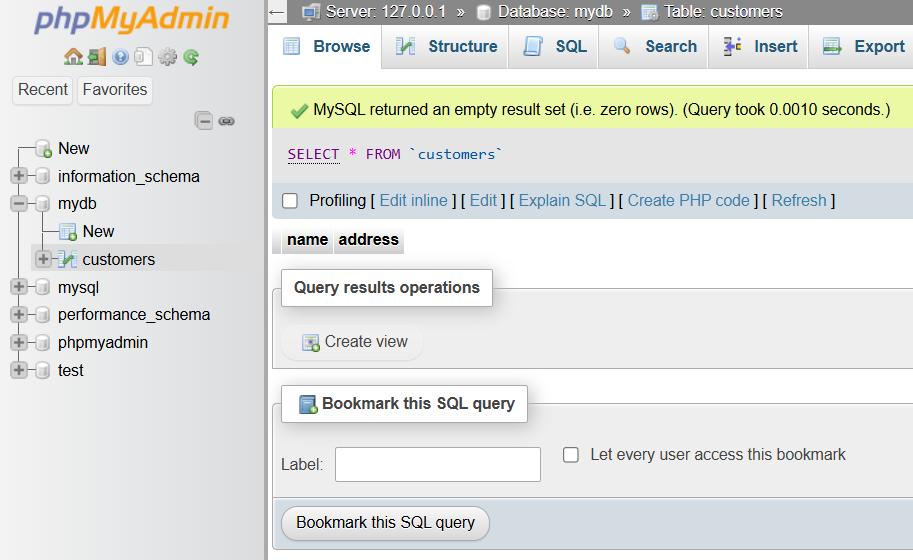 phpMyAdmin
Recent Favorites
New
information_schema
mydb
New
customers
mysql
performance_schema
phpmyadmin
test
← Server: 127.0.0.1 » Database: mydb » Table: customers
Browse Structure SQL Search Insert Export
MySQL returned an empty result set (i.e. zero rows). (Query took 0.0010 seconds.)
SELECT * FROM `customers`
Profiling [ Edit inline ] [ Edit ] [ Explain SQL ] [ Create PHP code ] [ Refresh ]
name address
Query results operations
Create view
Bookmark this SQL query
Label: Let every user access this bookmark
Bookmark this SQL query